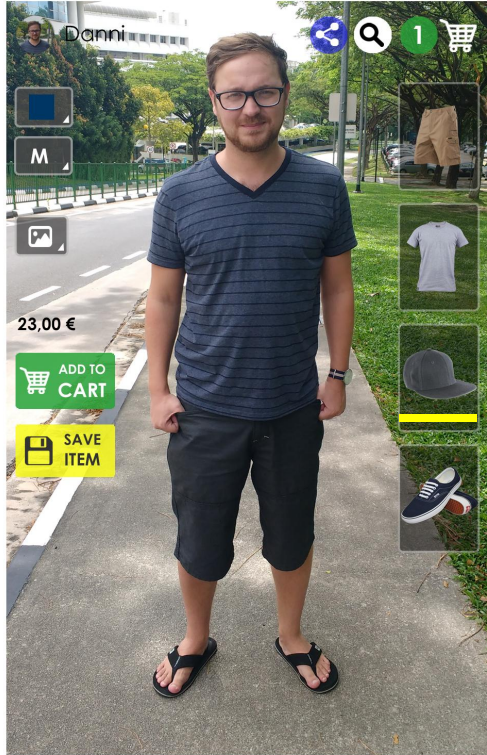 Danni
1
M
23,00 €
ADD TO
CART
SAVE
ITEM